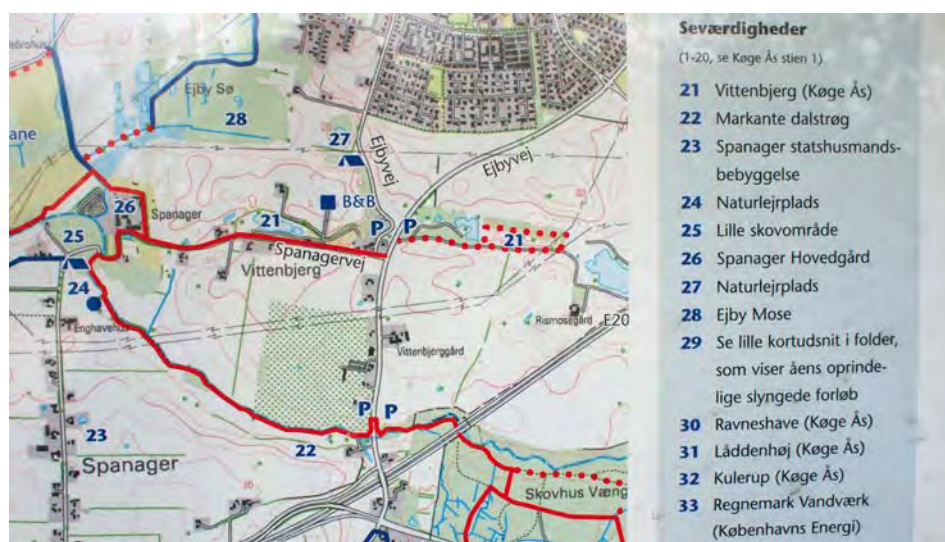 lebrohus
Ejby Sø
28
ane
27
Ejbyvej
Ejbyvej
B&B
26
Spanager
21
P
P
21
25
Spanagervej
Vittenbjerg
24
Enghavehus
Rismosegård
E20
Vittenbjerggård
P
P
23
22
Spanager
Skovhus Væng
Seværdigheder
(1-20, se Køge Ås stien 1)
21 Vittenbjerg (Køge Ås)
22 Markante dalstrøg
23 Spanager statshusmands-
bebyggelse
24 Naturlejrplads
25 Lille skovområde
26 Spanager Hovedgård
27 Naturlejrplads
28 Ejby Mose
29 Se lille kortudsnit i folder,
som viser åens oprinde-
lige slyngede forløb
30 Ravneshave (Køge Ås)
31 Låddenhøj (Køge Ås)
32 Kulerup (Køge Ås)
33 Regnemark Vandværk
(Københavns Energi)